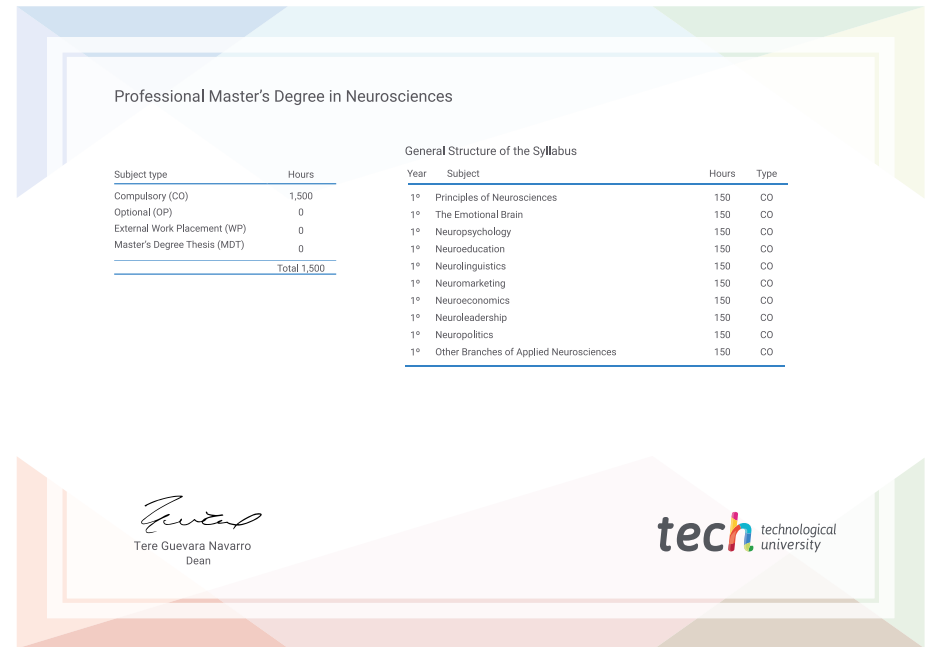 Professional Master's Degree in Neurosciences
General Structure of the Syllabus
Subject type Hours
Compulsory (CO) 1,500
Optional (OP) 0
External Work Placement (WP) 0
Master's Degree Thesis (MDT) 0
Total 1,500
Year Subject Hours Type
1º Principles of Neurosciences 150 CO
1º The Emotional Brain 150 CO
1º Neuropsychology 150 CO
1º Neuroeducation 150 CO
1º Neurolinguistics 150 CO
1º Neuromarketing 150 CO
1º Neuroeconomics 150 CO
1º Neuroleadership 150 CO
1º Neuropolitics 150 CO
1º Other Branches of Applied Neurosciences 150 CO
Tere Guevara Navarro
Dean
tech technological
university